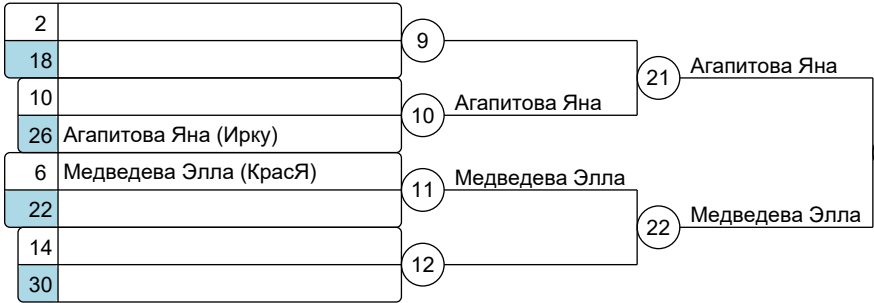 2
9
18
21 Агапитова Яна
10
10 Агапитова Яна
26 Агапитова Яна (Ирку)
6 Медведева Элла (КрасЯ)
11 Медведева Элла
22
22 Медведева Элла
14
12
30